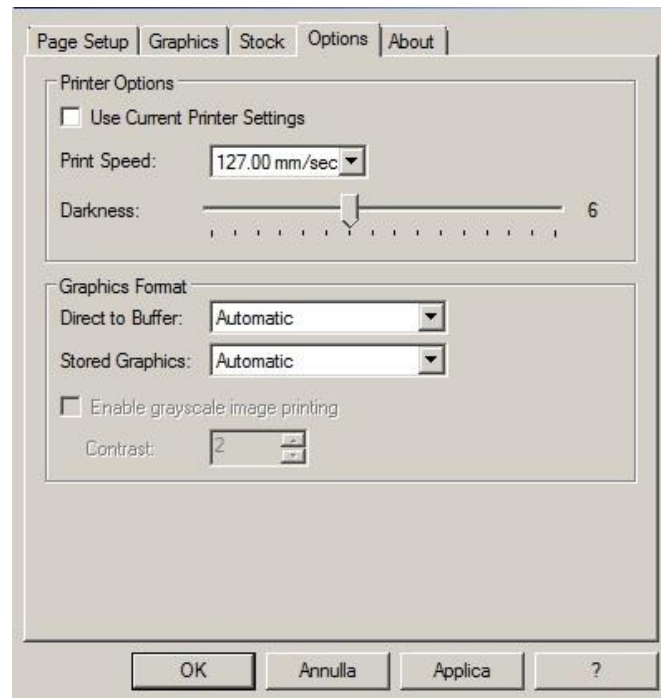 Page Setup Graphics Stock Options About
Printer Options
Use Current Printer Settings
Print Speed: 127.00 mm/sec
Darkness: 6
Graphics Format
Direct to Buffer: Automatic
Stored Graphics: Automatic
Enable grayscale image printing
Contrast: 2
OK Annulla Applica ?